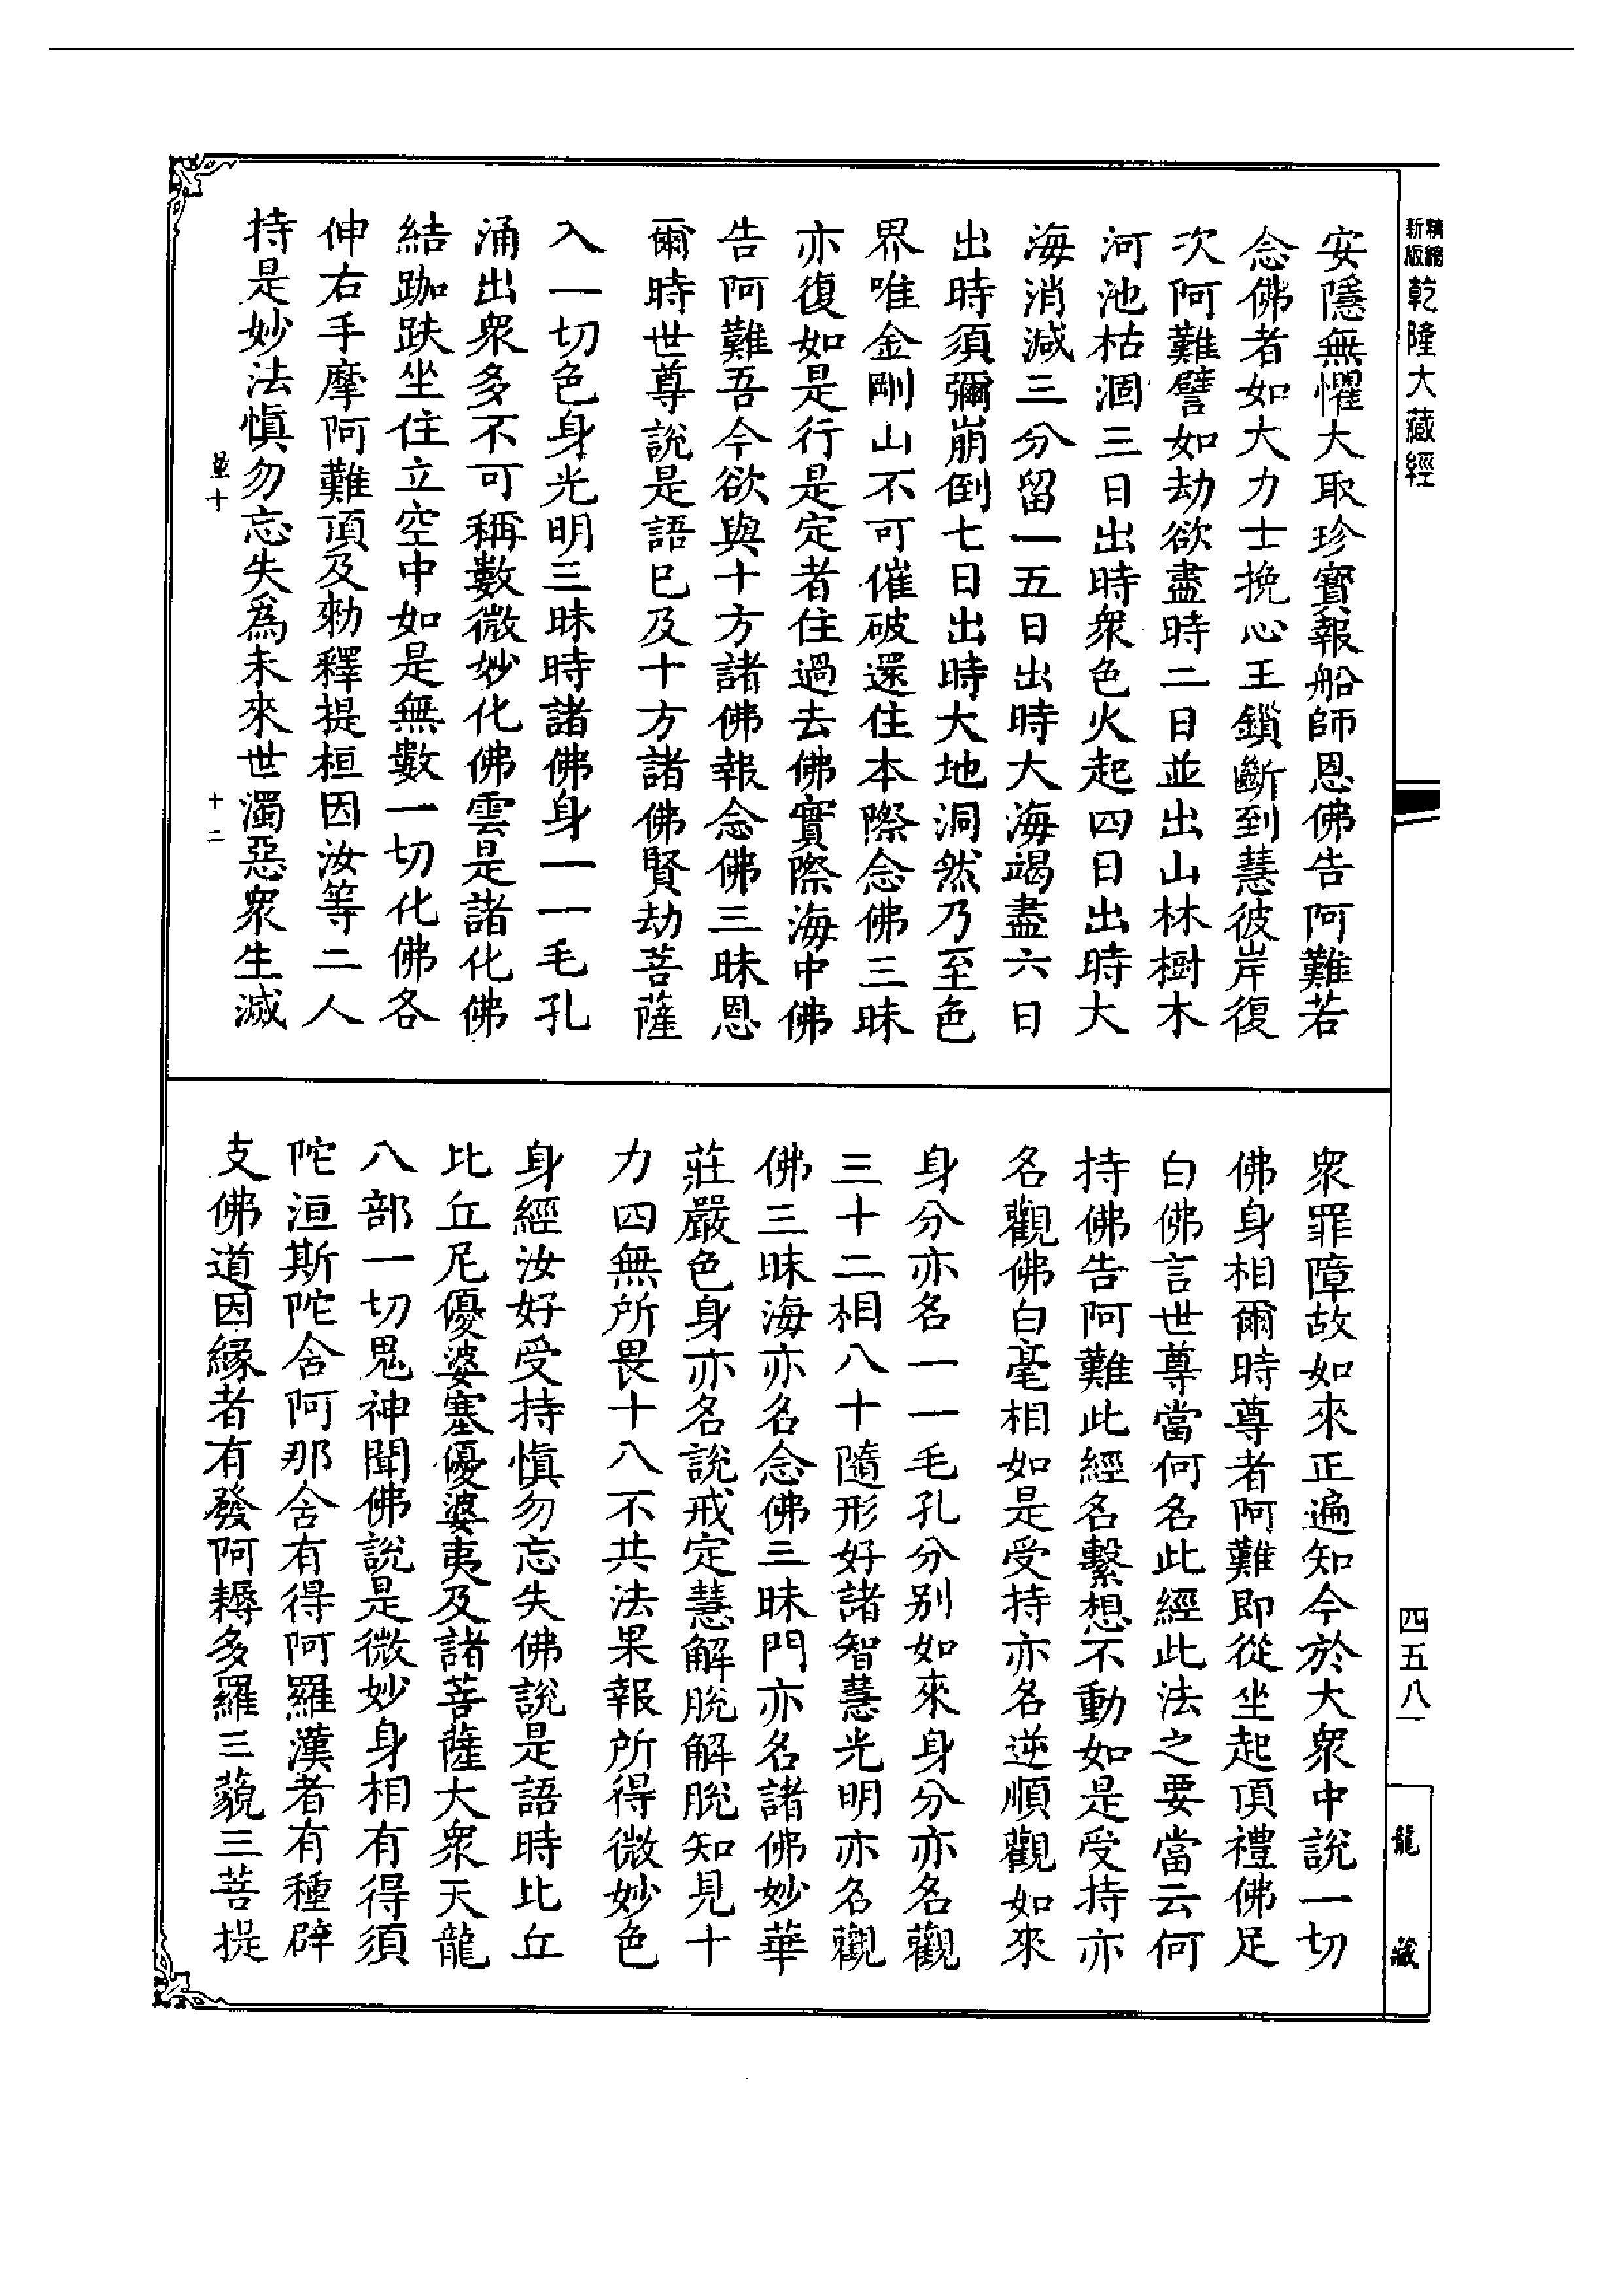 精縮新版乾隆大藏經
安隱無懼大取珍寶報船師恩佛告阿難若
念佛者如大力士挽心王鎖斷到慧彼岸復
次阿難譬如劫欲盡時二日並出山林樹木
河池枯涸三日出時衆色火起四日出時大
海消減三分留一五日出時大海竭盡六日
出時須彌崩倒七日出時大地洞然乃至色
界唯金剛山不可催破還住本際念佛三昧
亦復如是行是定者住過去佛實際海中佛
告阿難吾今欲與十方諸佛報念佛三昧恩
爾時世尊說是語已及十方諸佛賢劫菩薩
入一切色身光明三昧時諸佛身一一毛孔
涌出衆多不可稱數微妙化佛雲是諸化佛
結跏趺坐住立空中如是無數一切化佛各
伸右手摩阿難頂及勑釋提桓因汝等二人
持是妙法愼勿忘失爲未來世濁惡衆生滅
十
十二
衆罪障故如來正遍知今於大衆中說一切
佛身相爾時尊者阿難即從坐起頂禮佛足
白佛言世尊當何名此經此法之要當云何
持佛告阿難此經名繫想不動如是受持亦
名觀佛白毫相如是受持亦名逆順觀如來
身分亦名一一毛孔分别如來身分亦名觀
三十二相八十隨形好諸智慧光明亦名觀
佛三昧海亦名念佛三昧門亦名諸佛妙華
莊嚴色身亦名說戒定慧解脫解脫知見十
力四無所畏十八不共法果報所得微妙色
身經汝好受持愼勿忘失佛說是語時比丘
比丘尼優婆塞優婆夷及諸菩薩大衆天龍
八部一切鬼神聞佛說是微妙身相有得須
陀洹斯陀含阿那含有得阿羅漢者有種辟
支佛道因緣者有發阿耨多羅三藐三菩提
四五八
龍藏